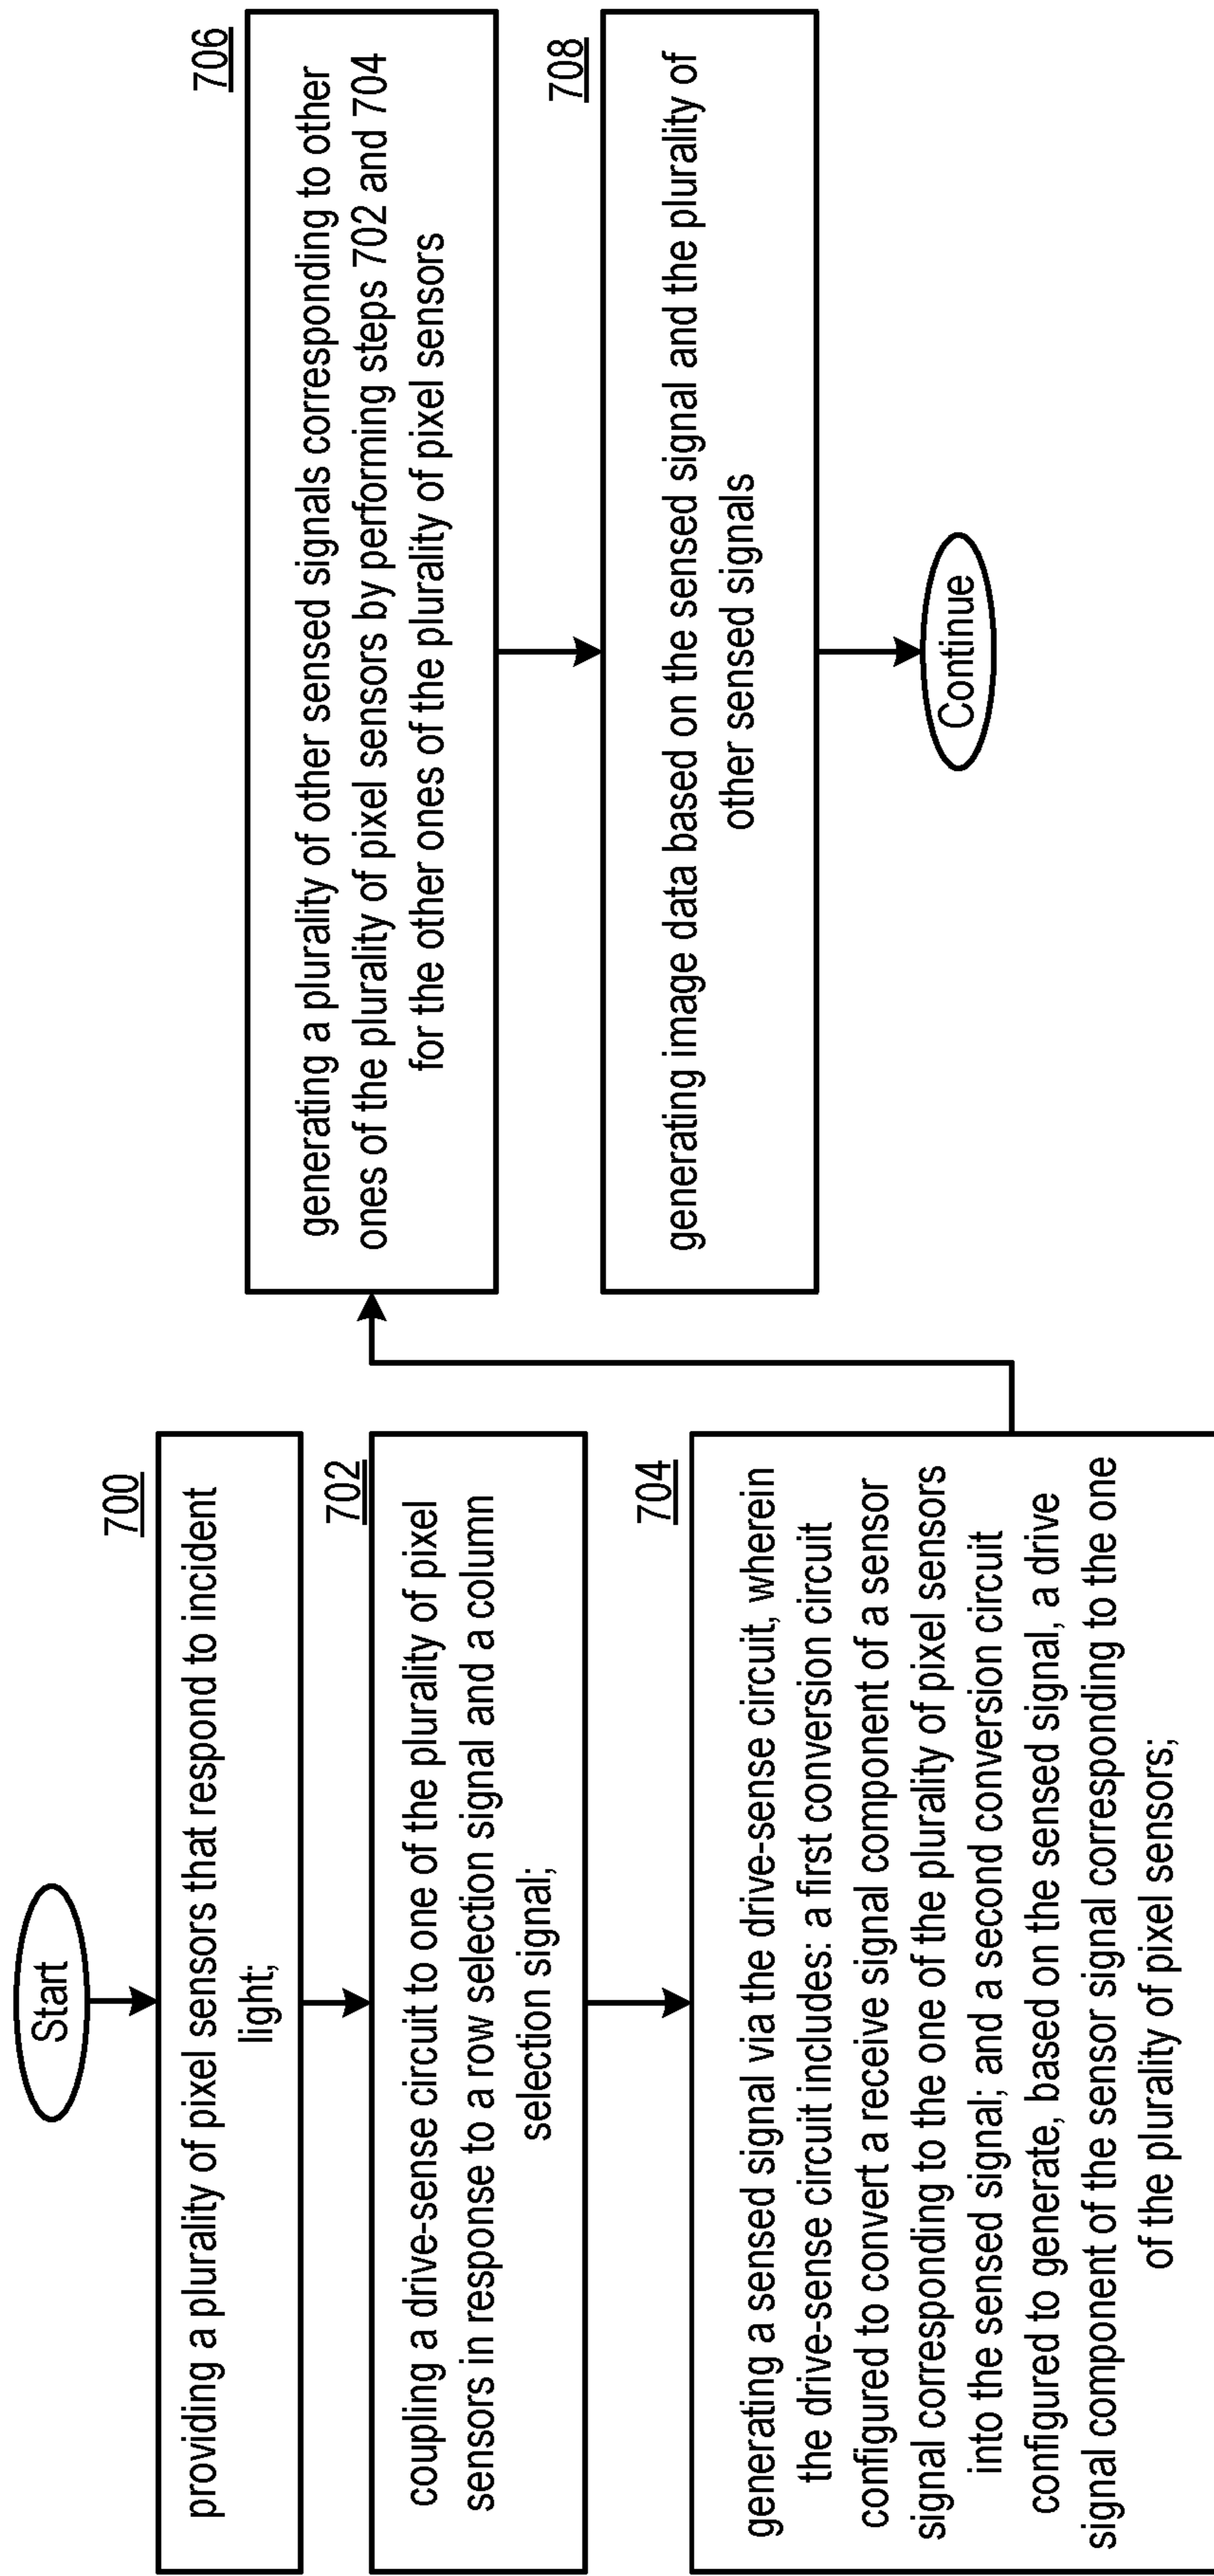 Start
700
providing a plurality of pixel sensors that respond to incident
light;
702
coupling a drive-sense circuit to one of the plurality of pixel
sensors in response to a row selection signal and a column
selection signal;
704
generating a sensed signal via the drive-sense circuit, wherein
the drive-sense circuit includes: a first conversion circuit
configured to convert a receive signal component of a sensor
signal corresponding to the one of the plurality of pixel sensors
into the sensed signal; and a second conversion circuit
configured to generate, based on the sensed signal, a drive
signal component of the sensor signal corresponding to the one
of the plurality of pixel sensors;
706
generating a plurality of other sensed signals corresponding to other
ones of the plurality of pixel sensors by performing steps 702 and 704
for the other ones of the plurality of pixel sensors
708
generating image data based on the sensed signal and the plurality of
other sensed signals
Continue